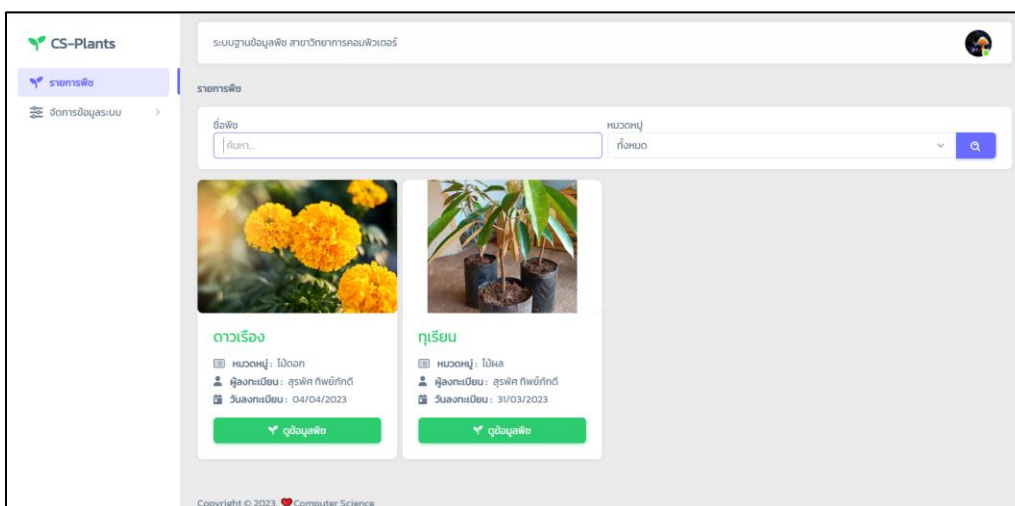 CS-Plants
ระบบฐานข้อมูลพืช สาขาวิทยาการคอมพิวเตอร์
รายการพืช
จัดการข้อมูลระบบ
รายการพืช
ชื่อพืช
หมวดหมู่
ค้นหา...
ทั้งหมด
ดาวเรือง
หมวดหมู่ : ไม้ดอก
ผู้ลงทะเบียน : สุรพัศ ทิพย์ภักดี
วันลงทะเบียน : 04/04/2023
ดูข้อมูลพืช
ทุเรียน
หมวดหมู่ : ไม้ผล
ผู้ลงทะเบียน : สุรพัศ ทิพย์ภักดี
วันลงทะเบียน : 31/03/2023
ดูข้อมูลพืช
Copyright © 2023, Computer Science